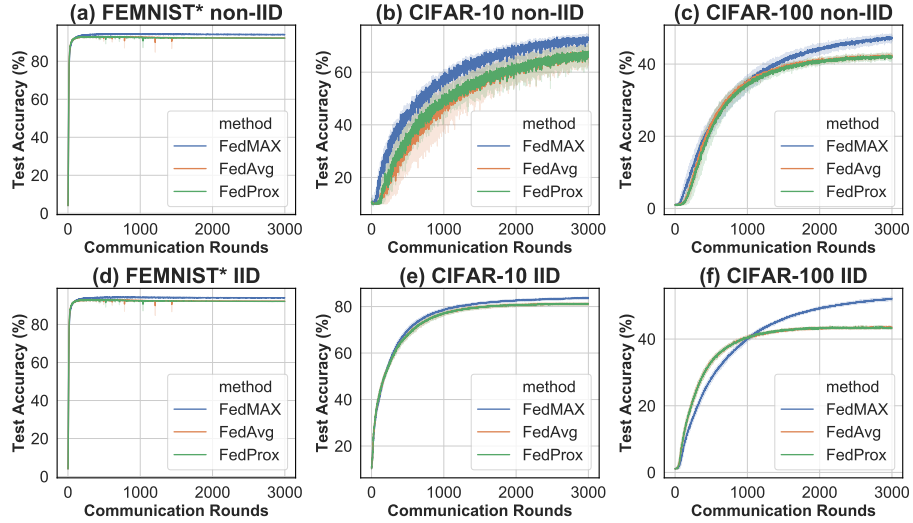 (a) FEMNIST* non-IID
Test Accuracy (%)
80
60
40
20
0
method
FedMAX
FedAvg
FedProx
0 1000 2000 3000
Communication Rounds
(b) CIFAR-10 non-IID
Test Accuracy (%)
60
40
20
method
FedMAX
FedAvg
FedProx
0 1000 2000 3000
Communication Rounds
(c) CIFAR-100 non-IID
Test Accuracy (%)
40
20
0
method
FedMAX
FedAvg
FedProx
0 1000 2000 3000
Communication Rounds
(d) FEMNIST* IID
Test Accuracy (%)
80
60
40
20
0
method
FedMAX
FedAvg
FedProx
0 1000 2000 3000
Communication Rounds
(e) CIFAR-10 IID
Test Accuracy (%)
80
60
40
20
method
FedMAX
FedAvg
FedProx
0 1000 2000 3000
Communication Rounds
(f) CIFAR-100 IID
Test Accuracy (%)
40
20
0
method
FedMAX
FedAvg
FedProx
0 1000 2000 3000
Communication Rounds